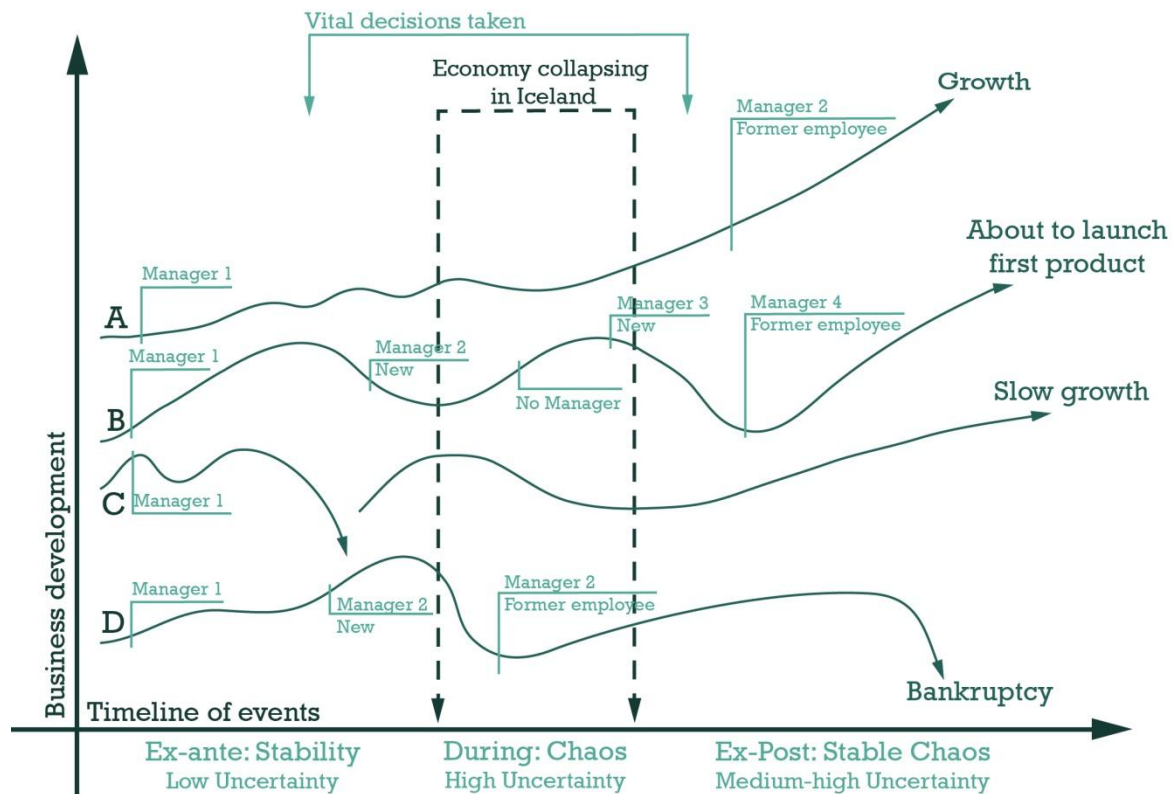 Vital decisions taken
Economy collapsing
in Iceland
Growth
Manager 2
Former employee
About to launch
first product
Manager 1
A
Manager 3
New
Manager 4
Former employee
Manager 1
Manager 2
New
No Manager
B
Slow growth
C
Manager 1
Manager 1
Manager 2
New
Manager 2
Former employee
D
Bankruptcy
Business development
Timeline of events
Ex-ante: Stability
Low Uncertainty
During: Chaos
High Uncertainty
Ex-Post: Stable Chaos
Medium-high Uncertainty